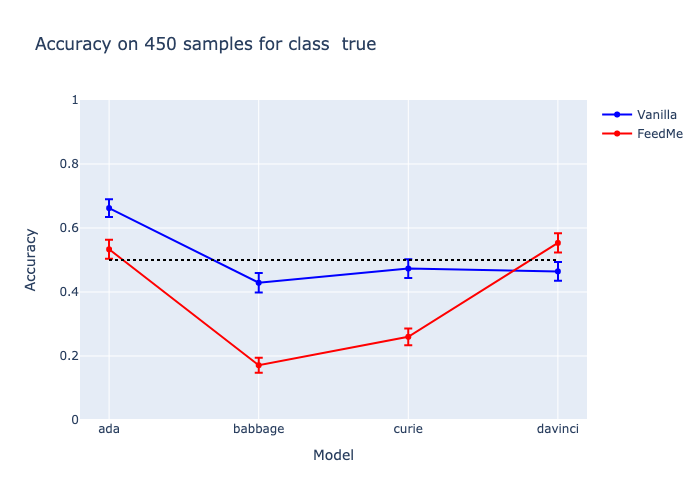 Accuracy on 450 samples for class  true
Vanilla
FeedMe
1
0.8
0.6
0.4
0.2
0
Accuracy
ada
babbage
curie
davinci
Model